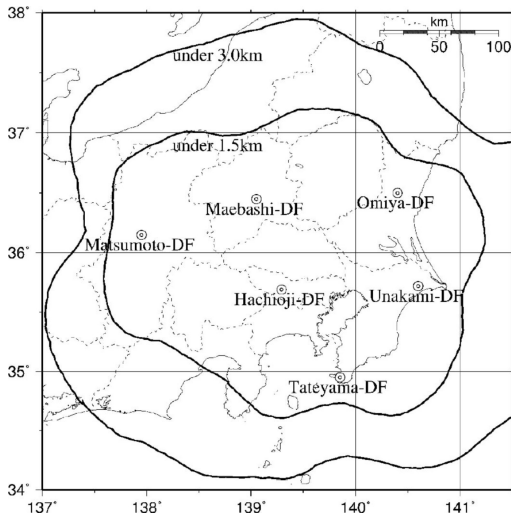 38°
km
0 50 100
under 3.0km
37°
under 1.5km
Omiya-DF
Maebashi-DF
Matsumoto-DF
36°
Hachioji-DF
Unakami-DF
35°
Tateyama-DF
34°
137° 138° 139° 140° 141°